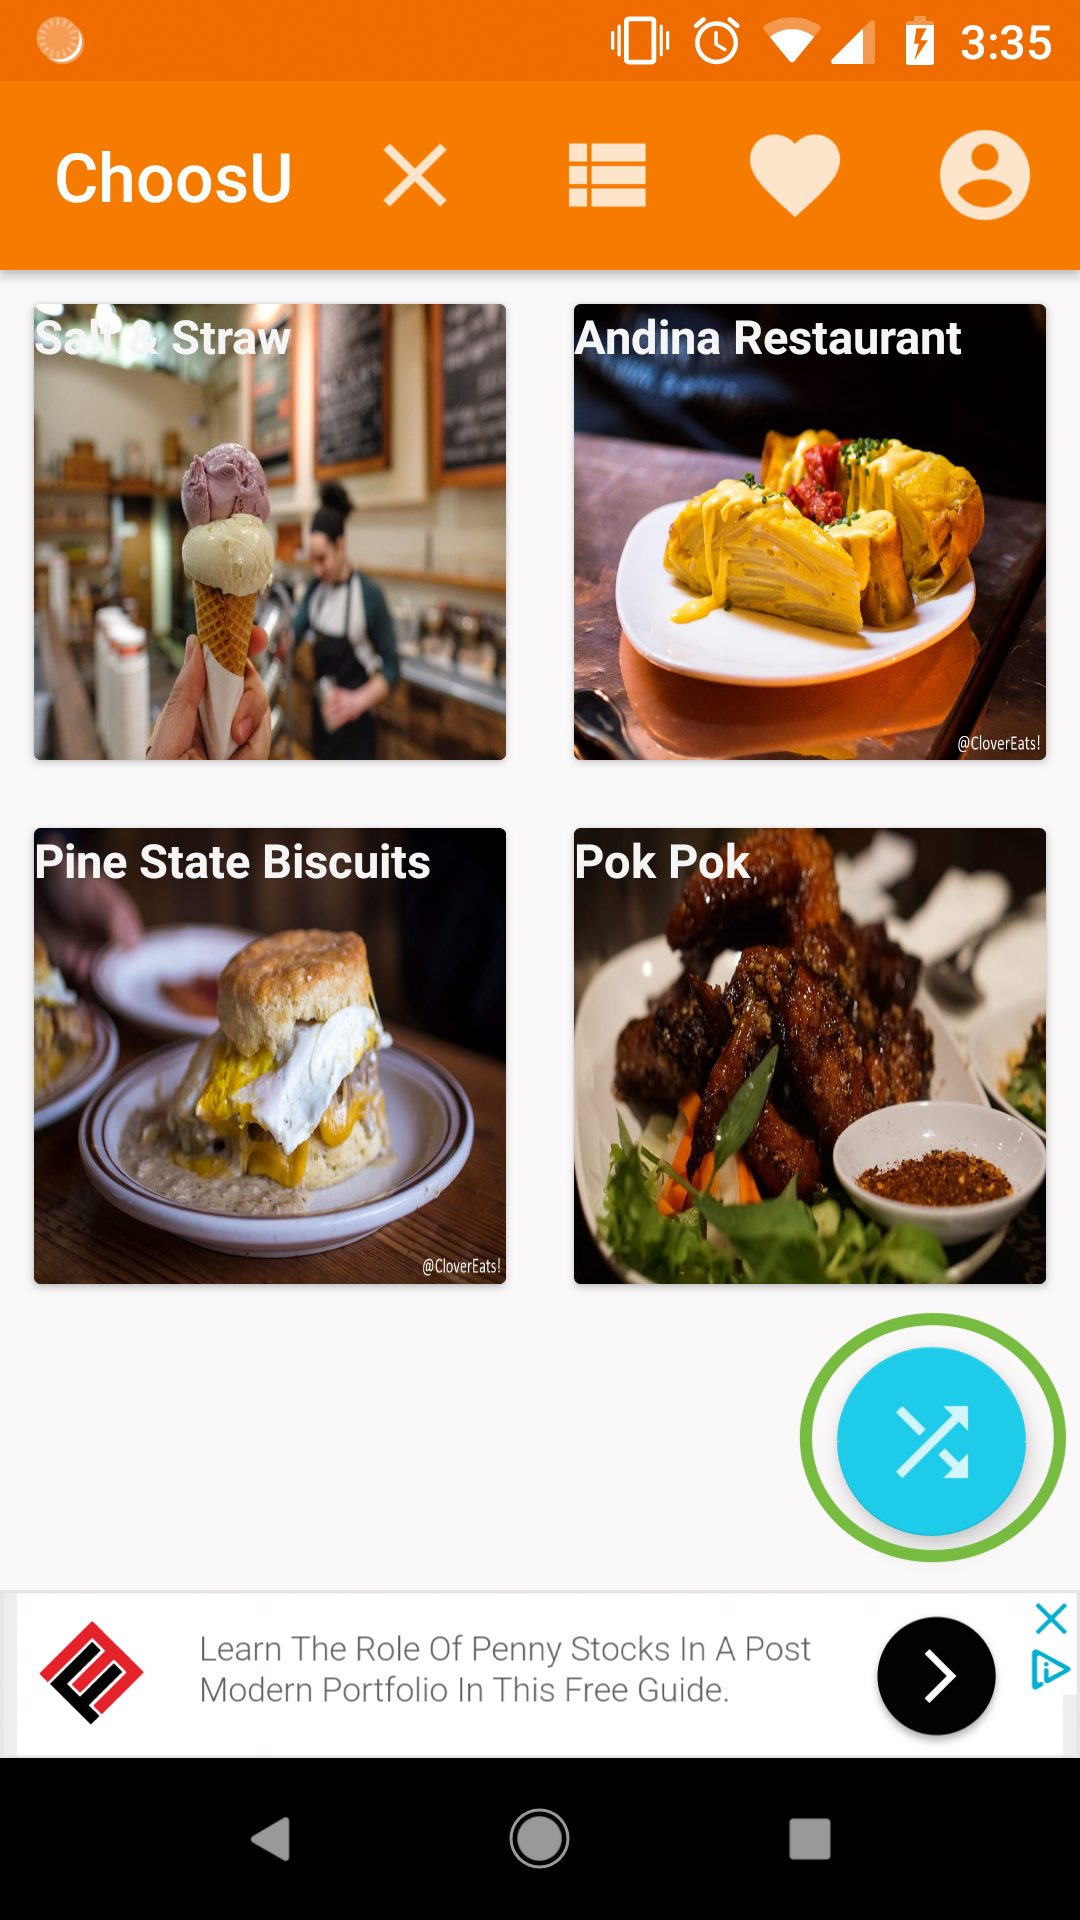 3:35
ChoosU
Salt & Straw
Andina Restaurant
@CloverEats!
Pine State Biscuits
Pok Pok
@CloverEats!
Learn The Role Of Penny Stocks In A Post
Modern Portfolio In This Free Guide.